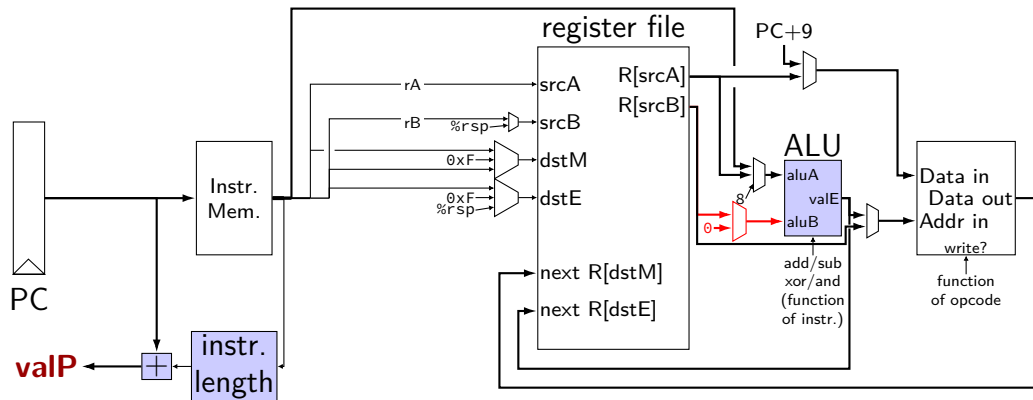 register file
PC+9
rA
srcA
R[srcA]
R[srcB]
rB
%rsp
srcB
ALU
0xF
dstM
Instr.
Mem.
aluA
valE
aluB
8
0
0xF
%rsp
dstE
Data in
Data out
Addr in
write?
add/sub
xor/and
(function
of instr.)
function
of opcode
next R[dstM]
next R[dstE]
PC
valP
+
instr.
length